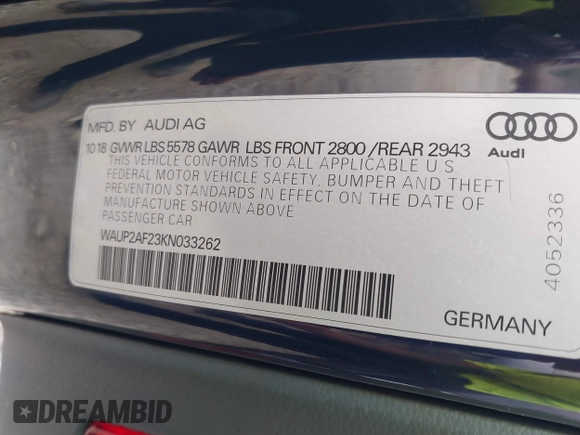 MFD. BY AUDI AG
10 18 GVWR LBS 5578 GAWR LBS FRONT 2800 /REAR 2943
THIS VEHICLE CONFORMS TO ALL APPLICABLE U.S.
FEDERAL MOTOR VEHICLE SAFETY, BUMPER AND THEFT
PREVENTION STANDARDS IN EFFECT ON THE DATE OF
MANUFACTURE SHOWN ABOVE
PASSENGER CAR
WAUP2AF23KN033262
Audi
4052336
GERMANY
DREAMBID